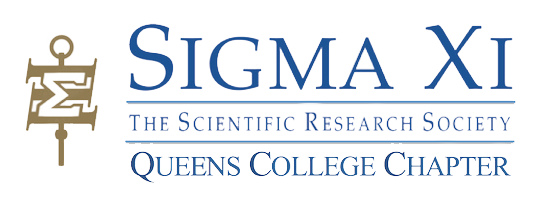 SIGMA XI
THE SCIENTIFIC RESEARCH SOCIETY
QUEENS COLLEGE CHAPTER